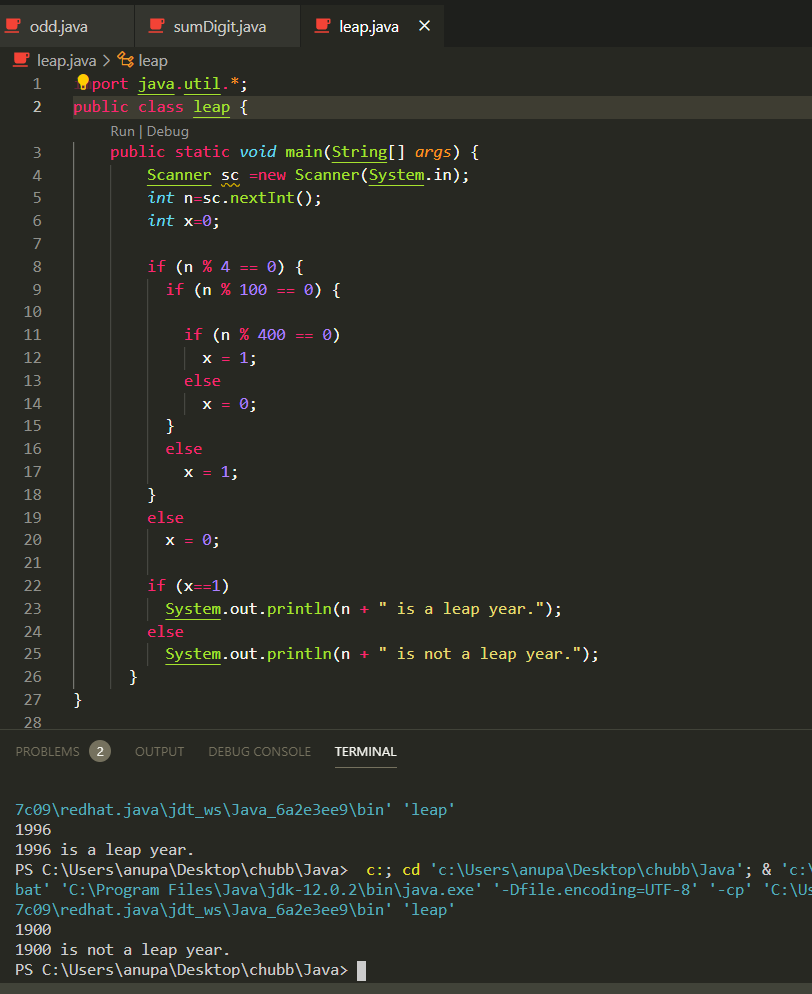 odd.java sumDigit.java leap.java ×
leap.java > leap
1 port java.util.*;
2 public class leap {
Run | Debug
3 public static void main(String[] args) {
4 Scanner sc =new Scanner(System.in);
5 int n=sc.nextInt();
6 int x=0;
7
8 if (n % 4 == 0) {
9 if (n % 100 == 0) {
10
11 if (n % 400 == 0)
12 x = 1;
13 else
14 x = 0;
15 }
16 else
17 x = 1;
18 }
19 else
20 x = 0;
21
22 if (x==1)
23 System.out.println(n + " is a leap year.");
24 else
25 System.out.println(n + " is not a leap year.");
26 }
27 }
28
PROBLEMS 2 OUTPUT DEBUG CONSOLE TERMINAL
7c09\redhat.java\jdt_ws\Java_6a2e3ee9\bin' 'leap'
1996
1996 is a leap year.
PS C:\Users\anupa\Desktop\chubb\Java> c:; cd 'c:\Users\anupa\Desktop\chubb\Java'; & 'c:\
bat' 'C:\Program Files\Java\jdk-12.0.2\bin\java.exe' '-Dfile.encoding=UTF-8' '-cp' 'C:\Us
7c09\redhat.java\jdt_ws\Java_6a2e3ee9\bin' 'leap'
1900
1900 is not a leap year.
PS C:\Users\anupa\Desktop\chubb\Java>